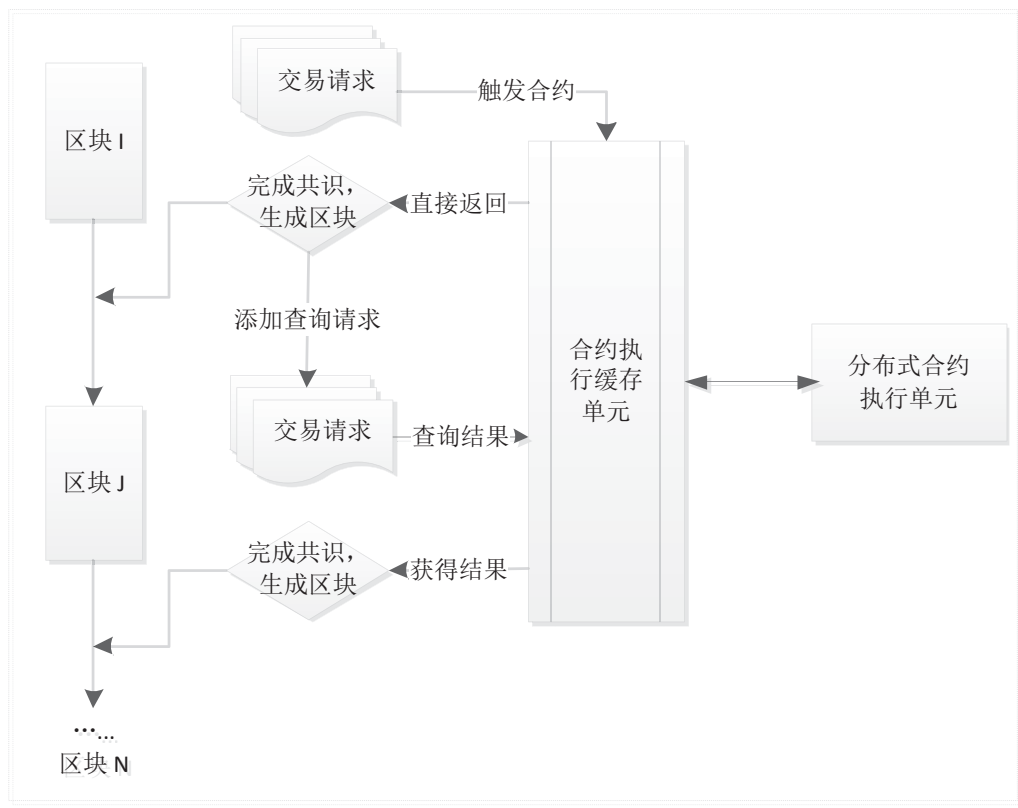 交易请求
触发合约
区块 I
完成共识，
生成区块
直接返回
添加查询请求
合约执
行缓存
单元
分布式合约
执行单元
交易请求
查询结果
区块 J
完成共识，
生成区块
获得结果
……
区块 N